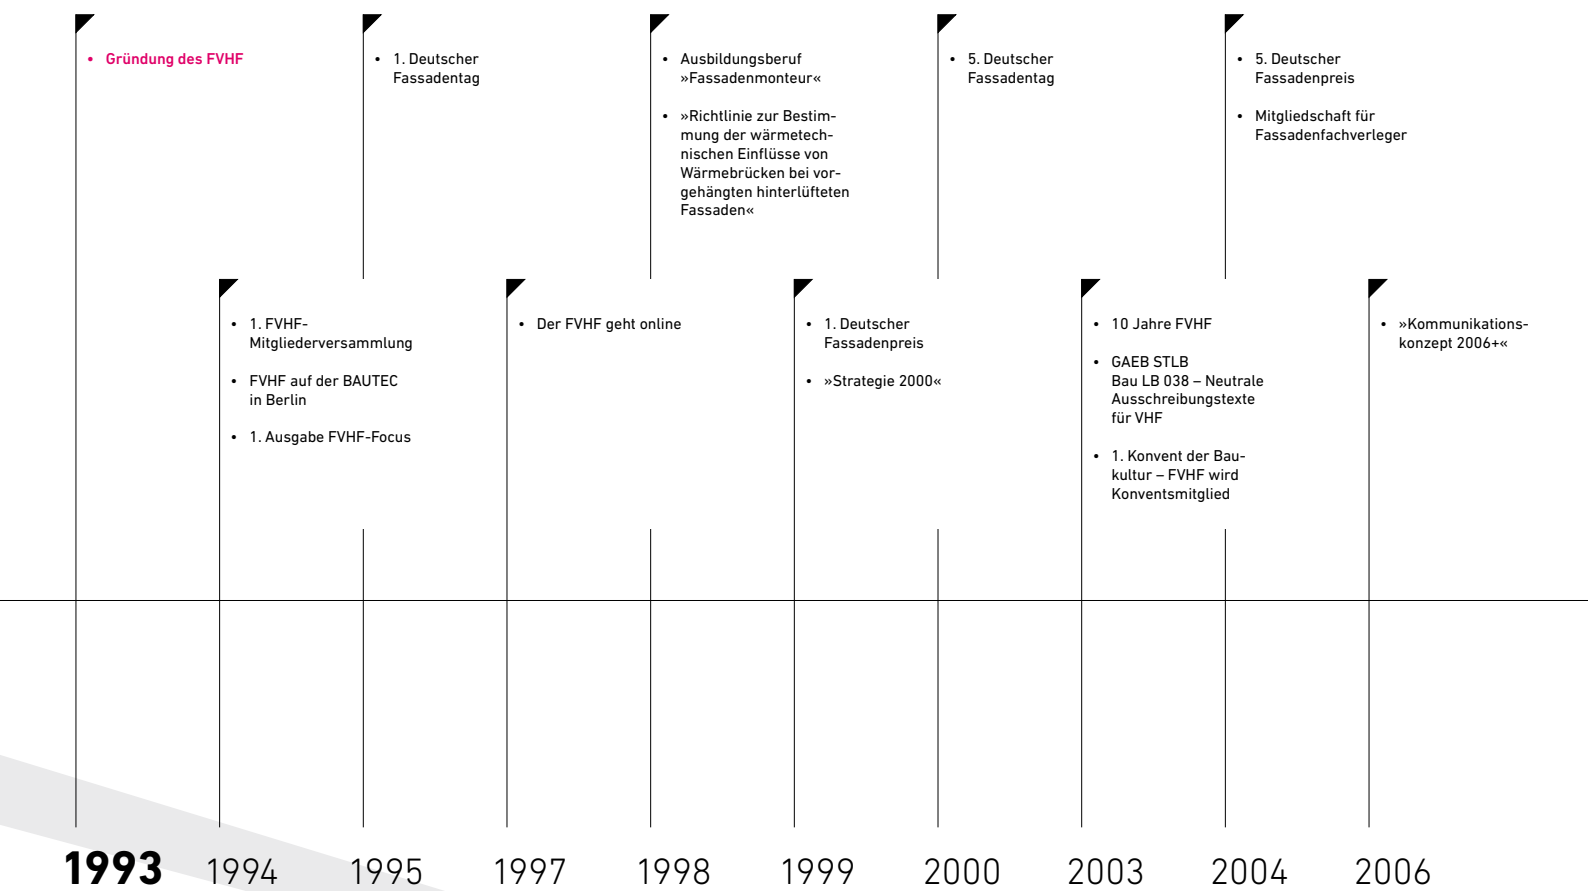 • Gründung des FVHF
• 1. Deutscher
Fassadentag
• Ausbildungsberuf
»Fassadenmonteur«
• »Richtlinie zur Bestim-
mung der wärmetech-
nischen Einflüsse von
Wärmebrücken bei vor-
gehängten hinterlüfteten
Fassaden«
• 5. Deutscher
Fassadentag
• 5. Deutscher
Fassadenpreis
• Mitgliedschaft für
Fassadenfachverleger
• 1. FVHF-
Mitgliederversammlung
• FVHF auf der BAUTEC
in Berlin
• 1. Ausgabe FVHF-Focus
• Der FVHF geht online
• 1. Deutscher
Fassadenpreis
• »Strategie 2000«
• 10 Jahre FVHF
• GAEB STLB
Bau LB 038 – Neutrale
Ausschreibungstexte
für VHF
• 1. Konvent der Bau-
kultur – FVHF wird
Konventsmitglied
• »Kommunikations-
konzept 2006+«
1993 1994 1995 1997 1998 1999 2000 2003 2004 2006